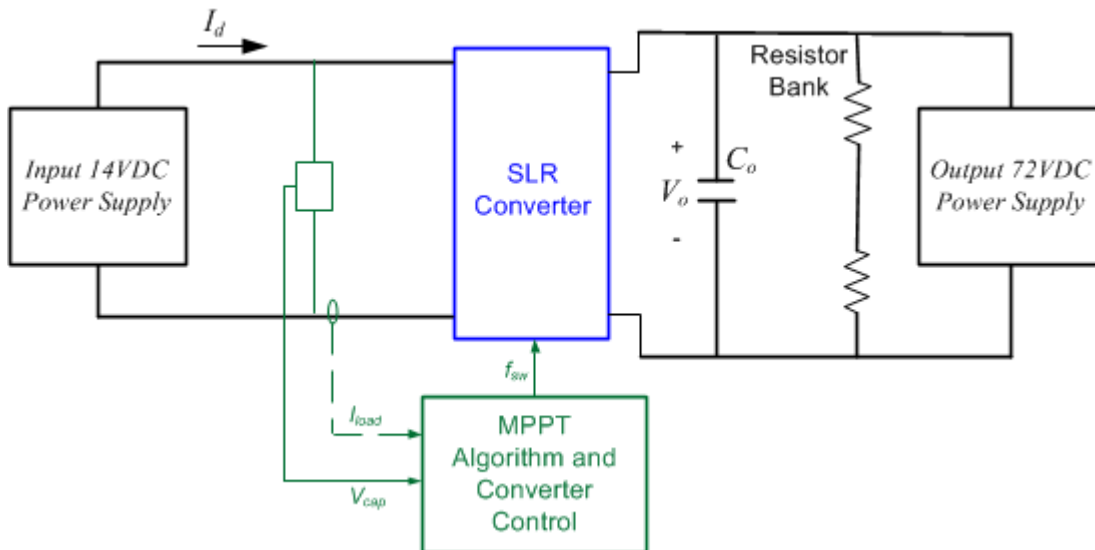 I_d
Input 14VDC
Power Supply
SLR
Converter
Resistor
Bank
+
V_o
-
C_o
Output 72VDC
Power Supply
f_sw
I_load
V_cap
MPPT
Algorithm and
Converter
Control